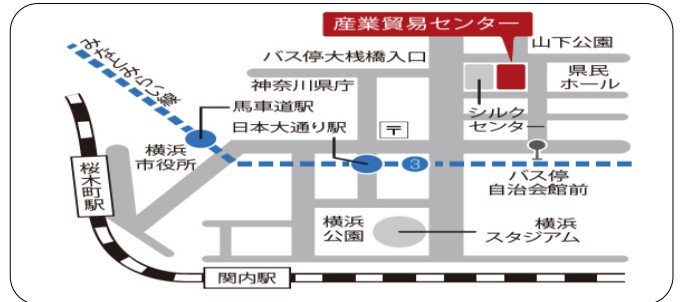 産業貿易センター
山下公園
バス停大桟橋入口
県民
ホール
神奈川県庁
みなとみらい線
馬車道駅
シルク
センター
日本大通り駅
〒
横浜
市役所
3
バス停
自治会館前
桜木町駅
横浜
公園
横浜
スタジアム
関内駅